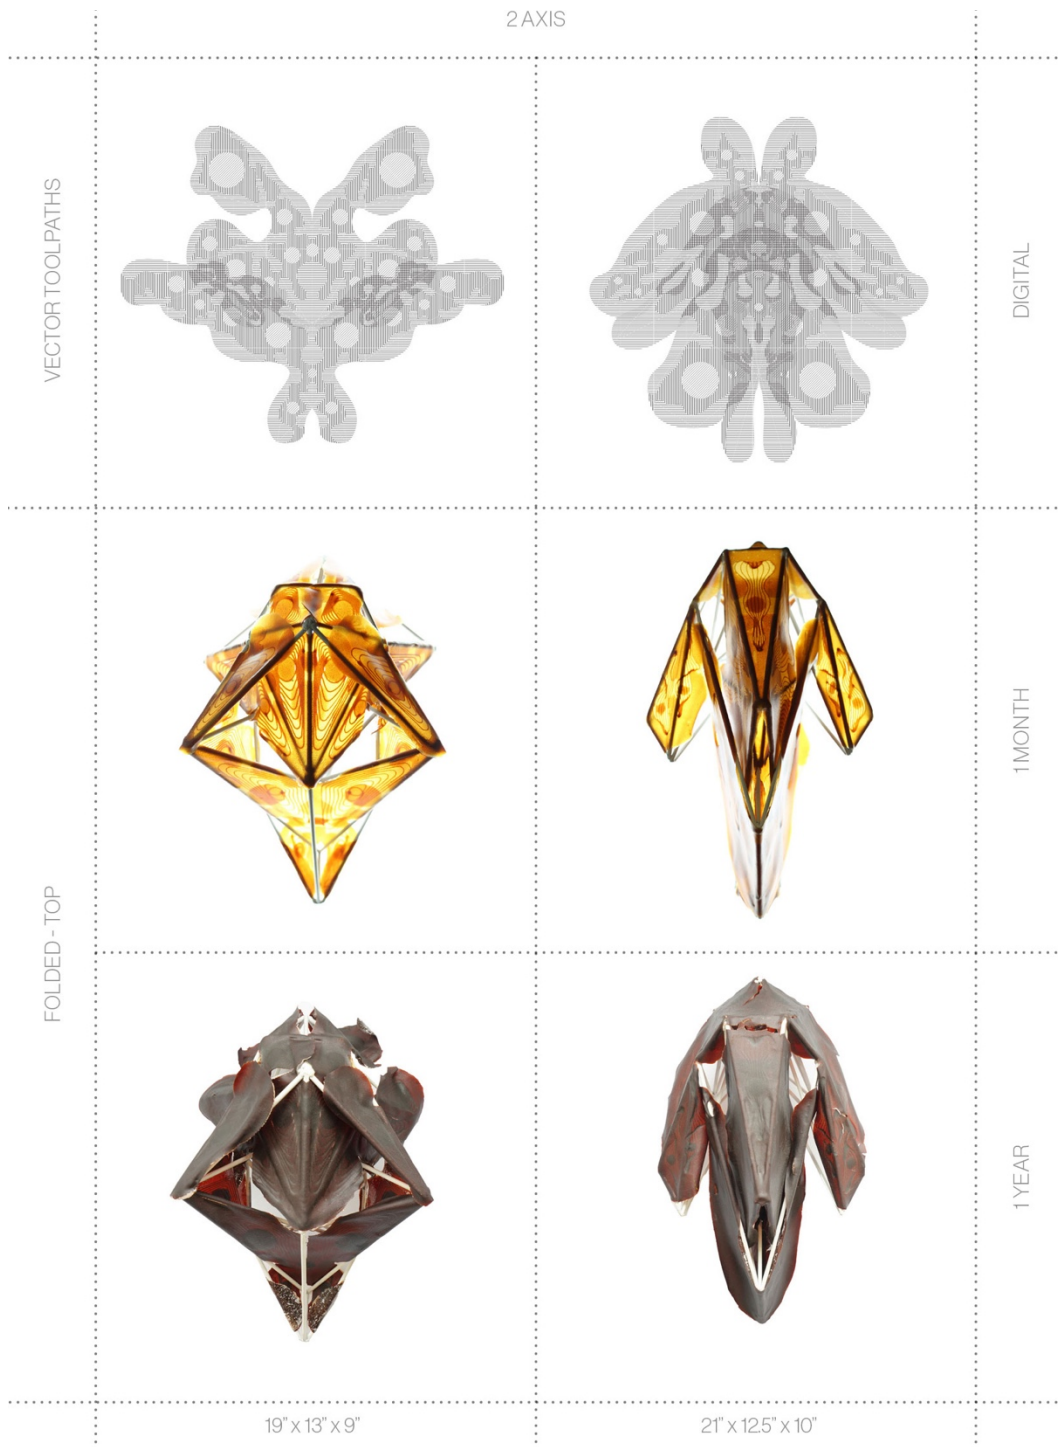 2 AXIS
VECTOR TOOLPATHS
DIGITAL
FOLDED - TOP
1 MONTH
1 YEAR
19" x 13" x 9"
21" x 12.5" x 10"